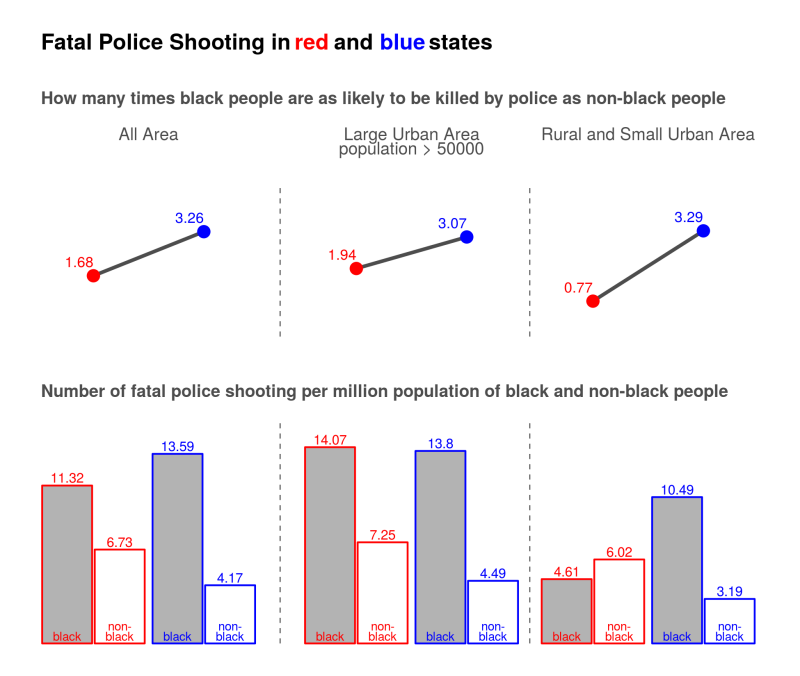 Fatal Police Shooting in red and blue states
How many times black people are as likely to be killed by police as non-black people
All Area
Large Urban Area
population > 50000
Rural and Small Urban Area
1.68
3.26
1.94
3.07
0.77
3.29
Number of fatal police shooting per million population of black and non-black people
11.32
6.73
13.59
4.17
14.07
7.25
13.8
4.49
4.61
6.02
10.49
3.19
black
non-
black
black
non-
black
black
non-
black
black
non-
black
black
non-
black
black
non-
black